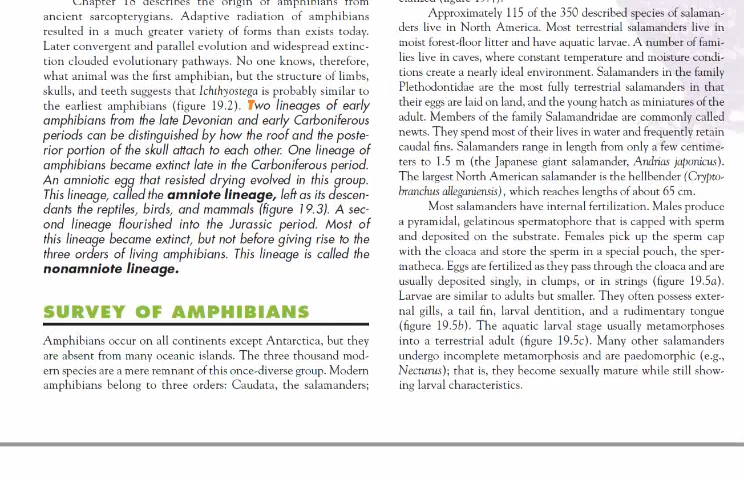 Chapter 18 describes the origin of amphibians from
ancient sarcopterygians. Adaptive radiation of amphibians
resulted in a much greater variety of forms than exists today.
Later convergent and parallel evolution and widespread extinc-
tion clouded evolutionary pathways. No one knows, therefore,
what animal was the first amphibian, but the structure of limbs,
skulls, and teeth suggests that Ichthyostega is probably similar to
the earliest amphibians (figure 19.2). Two lineages of early
amphibians from the late Devonian and early Carboniferous
periods can be distinguished by how the roof and the poste-
rior portion of the skull attach to each other. One lineage of
amphibians became extinct late in the Carboniferous period.
An amniotic egg that resisted drying evolved in this group.
This lineage, called the amniote lineage, left as its descen-
dants the reptiles, birds, and mammals (figure 19.3). A sec-
ond lineage flourished into the Jurassic period. Most of
this lineage became extinct, but not before giving rise to the
three orders of living amphibians. This lineage is called the
nonamniote lineage.
SURVEY OF AMPHIBIANS
Amphibians occur on all continents except Antarctica, but they
are absent from many oceanic islands. The three thousand mod-
ern species are a mere remnant of this once-diverse group. Modern
amphibians belong to three orders: Caudata, the salamanders;
Approximately 115 of the 350 described species of salaman-
ders live in North America. Most terrestrial salamanders live in
moist forest-floor litter and have aquatic larvae. A number of fami-
lies live in caves, where constant temperature and moisture condi-
tions create a nearly ideal environment. Salamanders in the family
Plethodontidae are the most fully terrestrial salamanders in that
their eggs are laid on land, and the young hatch as miniatures of the
adult. Members of the family Salamandridae are commonly called
newts. They spend most of their lives in water and frequently retain
caudal fins. Salamanders range in length from only a few centime-
ters to 1.5 m (the Japanese giant salamander, Andrias japonicus).
The largest North American salamander is the hellbender (Crypto-
branchus alleganiensis), which reaches lengths of about 65 cm.
Most salamanders have internal fertilization. Males produce
a pyramidal, gelatinous spermatophore that is capped with sperm
and deposited on the substrate. Females pick up the sperm cap
with the cloaca and store the sperm in a special pouch, the sper-
matheca. Eggs are fertilized as they pass through the cloaca and are
usually deposited singly, in clumps, or in strings (figure 19.5a).
Larvae are similar to adults but smaller. They often possess exter-
nal gills, a tail fin, larval dentition, and a rudimentary tongue
(figure 19.5b). The aquatic larval stage usually metamorphoses
into a terrestrial adult (figure 19.5c). Many other salamanders
undergo incomplete metamorphosis and are paedomorphic (e.g.,
Necturus); that is, they become sexually mature while still show-
ing larval characteristics.